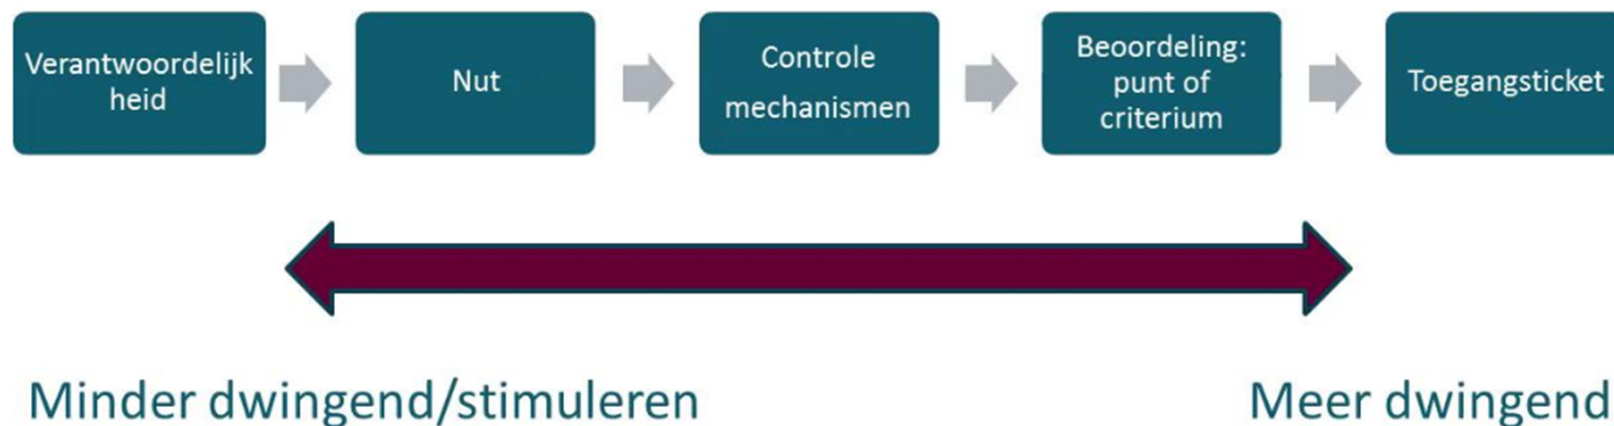 Verantwoordelijk
heid
Nut
Controle
mechanismen
Beoordeling:
punt of
criterium
Toegangsticket
Minder dwingend/stimuleren
Meer dwingend